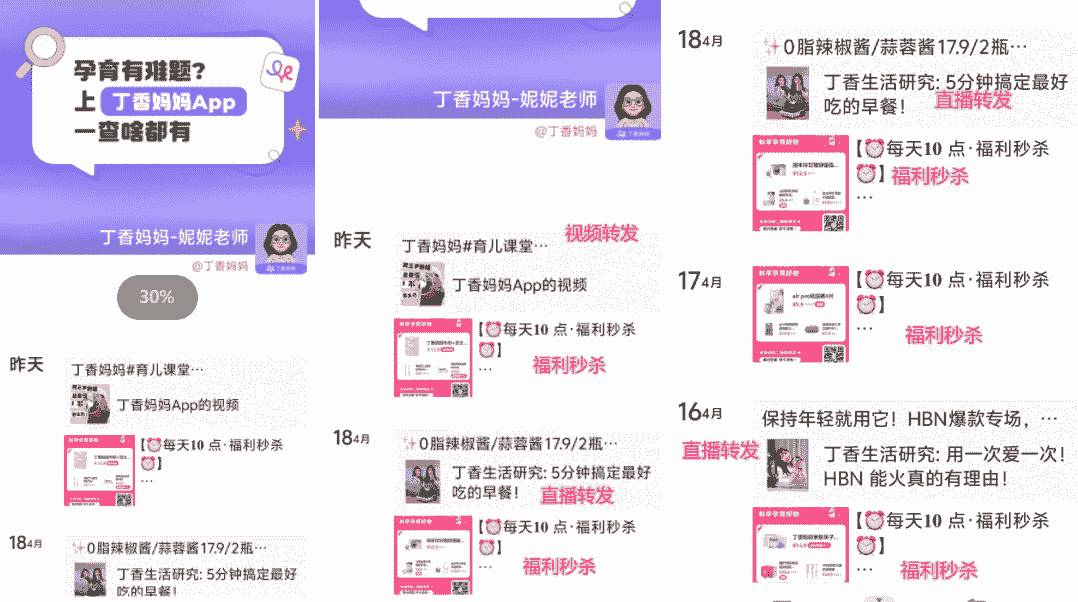 孕育有难题?
上 丁香妈妈App
一查啥都有
丁香妈妈-妮妮老师
@丁香妈妈
30%
昨天
丁香妈妈#育儿课堂…
丁香妈妈App的视频
【⏰每天10 点·福利秒杀
⏰】
…
18 4月
✨0脂辣椒酱/蒜蓉酱17.9/2瓶…
丁香生活研究: 5分钟搞定最好
吃的早餐!
丁香妈妈-妮妮老师
@丁香妈妈
昨天
丁香妈妈#育儿课堂…
视频转发
丁香妈妈App的视频
【⏰每天10 点·福利秒杀
⏰】
福利秒杀
…
18 4月
✨0脂辣椒酱/蒜蓉酱17.9/2瓶…
丁香生活研究: 5分钟搞定最好
吃的早餐!
直播转发
【⏰每天10 点·福利秒杀
⏰】
…
福利秒杀
18 4月
✨0脂辣椒酱/蒜蓉酱17.9/2瓶…
丁香生活研究: 5分钟搞定最好
吃的早餐!
直播转发
【⏰每天10 点·福利秒杀
⏰】
福利秒杀
…
17 4月
【⏰每天10 点·福利秒杀
⏰】
…
福利秒杀
16 4月
保持年轻就用它! HBN爆款专场, …
直播转发
丁香生活研究: 用一次爱一次!
HBN 能火真的有理由!
【⏰每天10 点·福利秒杀
⏰】
…
福利秒杀